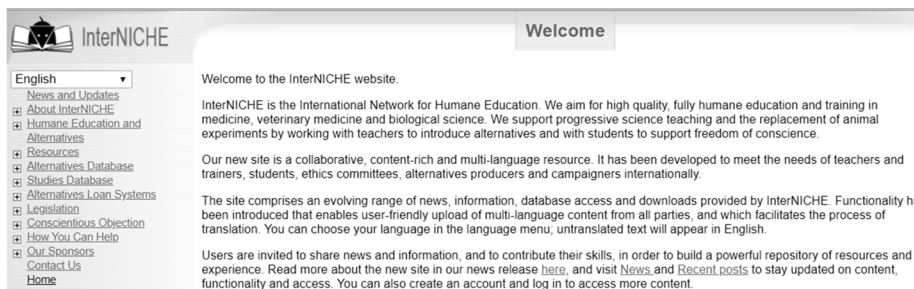 InterNICHE
Welcome
English
News and Updates
About InterNICHE
Humane Education and
Alternatives
Resources
Alternatives Database
Studies Database
Alternatives Loan Systems
Legislation
Conscientious Objection
How You Can Help
Our Sponsors
Contact Us
Home
Welcome to the InterNICHE website.
InterNICHE is the International Network for Humane Education. We aim for high quality, fully humane education and training in
medicine, veterinary medicine and biological science. We support progressive science teaching and the replacement of animal
experiments by working with teachers to introduce alternatives and with students to support freedom of conscience.
Our new site is a collaborative, content-rich and multi-language resource. It has been developed to meet the needs of teachers and
trainers, students, ethics committees, alternatives producers and campaigners internationally.
The site comprises an evolving range of news, information, database access and downloads provided by InterNICHE. Functionality h
been introduced that enables user-friendly upload of multi-language content from all parties, and which facilitates the process of
translation. You can choose your language in the language menu; untranslated text will appear in English.
Users are invited to share news and information, and to contribute their skills, in order to build a powerful repository of resources and
experience. Read more about the new site in our news release here, and visit News and Recent posts to stay updated on content,
functionality and access. You can also create an account and log in to access more content.